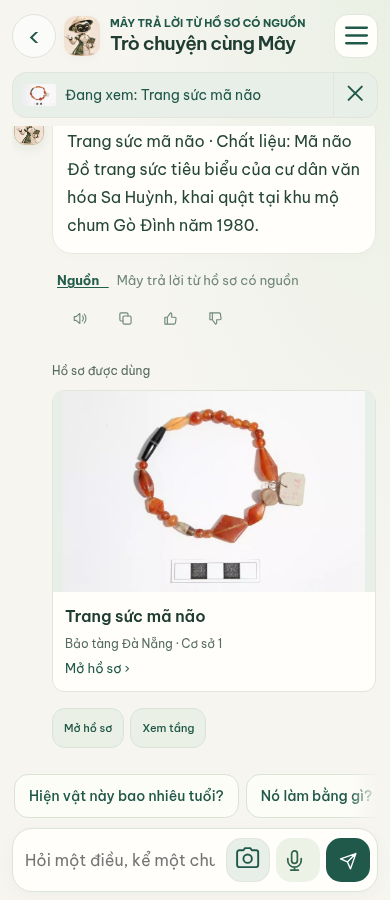 MÂY TRẢ LỜI TỪ HỒ SƠ CÓ NGUỒN
Trò chuyện cùng Mây
Đang xem: Trang sức mã não
Trang sức mã não · Chất liệu: Mã não
Đồ trang sức tiêu biểu của cư dân văn
hóa Sa Huỳnh, khai quật tại khu mộ
chum Gò Đình năm 1980.
Nguồn Mây trả lời từ hồ sơ có nguồn
Hồ sơ được dùng
Trang sức mã não
Bảo tàng Đà Nẵng · Cơ sở 1
Mở hồ sơ ›
Mở hồ sơ Xem tầng
Hiện vật này bao nhiêu tuổi? Nó làm bằng gì?
Hỏi một điều, kể một chu